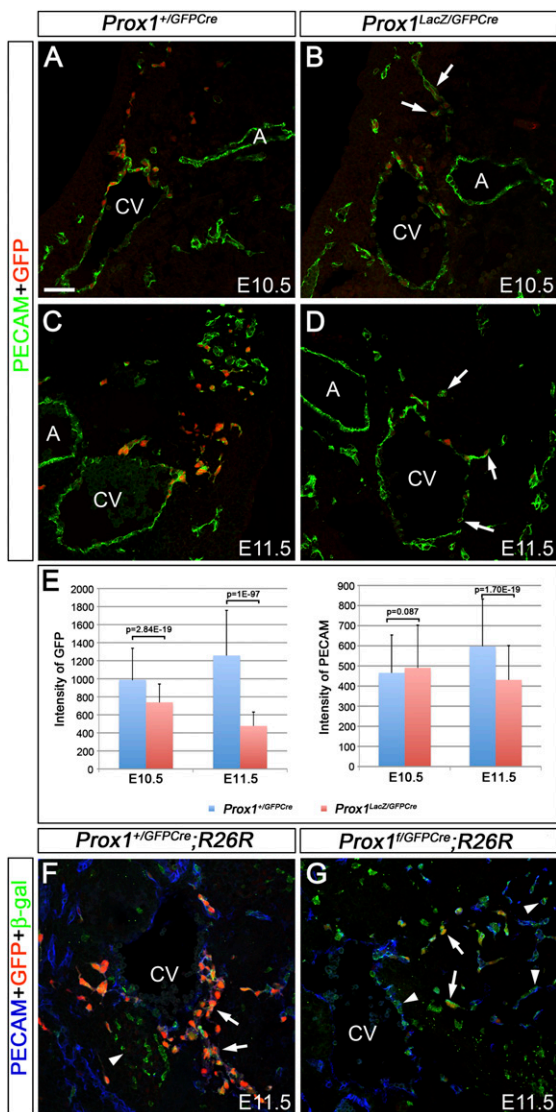 Prox1+/GFPCre
Prox1LacZ/GFPCre
PECAM+GFP
A
A
CV
E10.5
B
A
CV
E10.5
C
A
CV
E11.5
D
A
CV
E11.5
E
Intensity of GFP
2000
1800
1600
1400
1200
1000
800
600
400
200
0
p=2.84E-19
p=1E-97
E10.5
E11.5
Intensity of PECAM
900
800
700
600
500
400
300
200
100
0
p=0.087
p=1.70E-19
E10.5
E11.5
Prox1+/GFPCre
Prox1LacZ/GFPCre
Prox1+/GFPCre;R26R
Prox1f/GFPCre;R26R
PECAM+GFP+β-gal
F
CV
E11.5
G
CV
E11.5